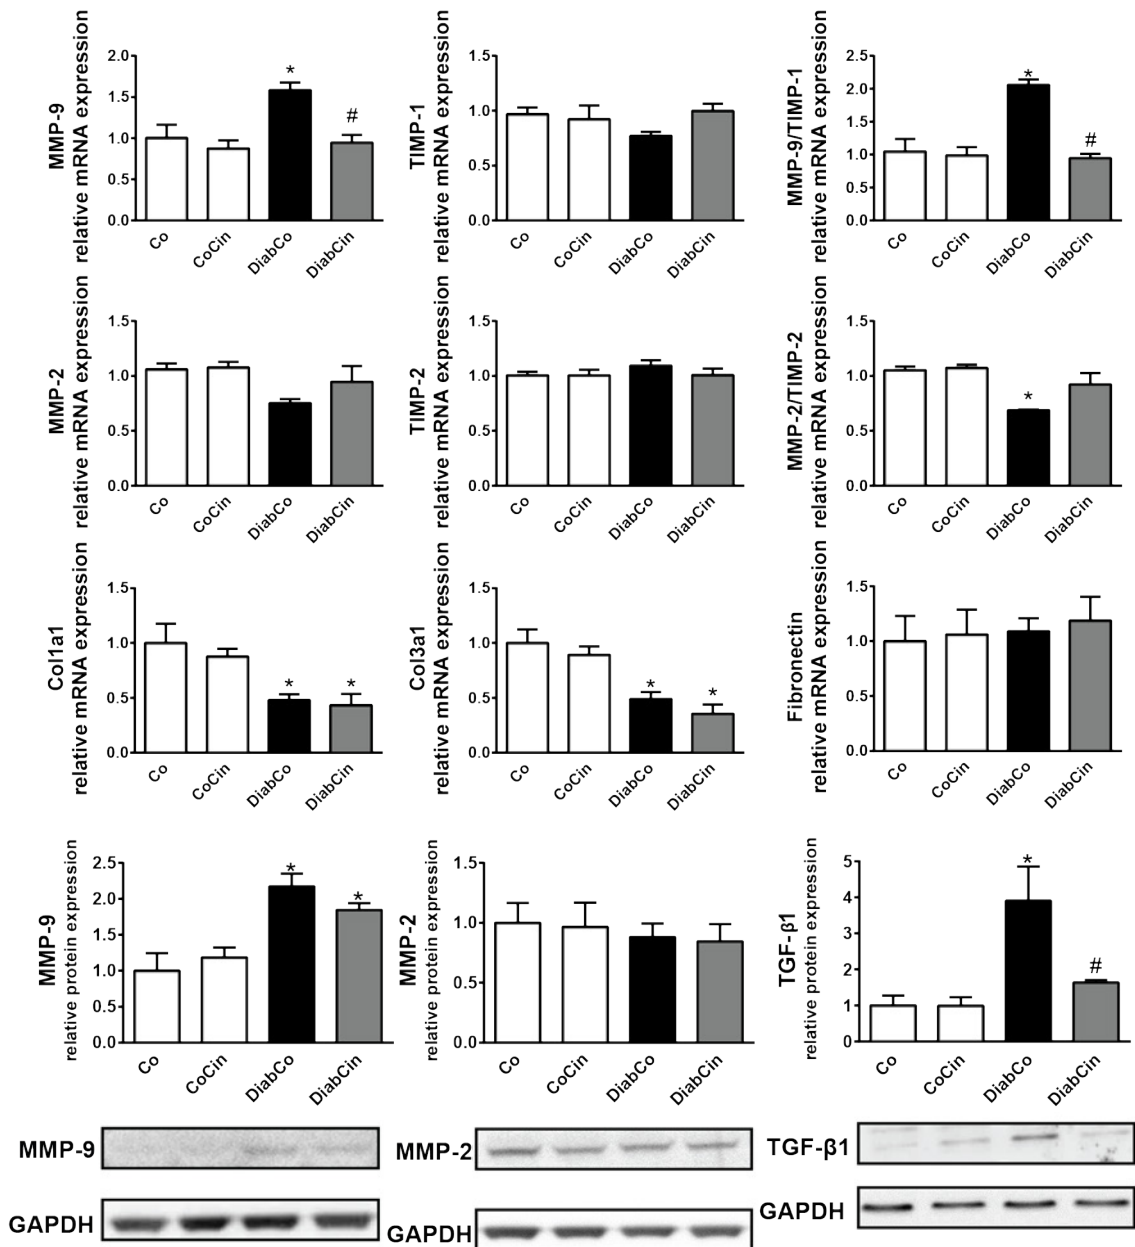 MMP-9
relative mRNA expression
2.0
1.5
1.0
0.5
0.0
*
#
Co
CoCin
DiabCo
DiabCin
TIMP-1
relative mRNA expression
1.5
1.0
0.5
0.0
Co
CoCin
DiabCo
DiabCin
MMP-9/TIMP-1
relative mRNA expression
2.5
2.0
1.5
1.0
0.5
0.0
*
#
Co
CoCin
DiabCo
DiabCin
MMP-2
relative mRNA expression
1.5
1.0
0.5
0.0
Co
CoCin
DiabCo
DiabCin
TIMP-2
relative mRNA expression
1.5
1.0
0.5
0.0
Co
CoCin
DiabCo
DiabCin
MMP-2/TIMP-2
relative mRNA expression
1.5
1.0
0.5
0.0
*
Co
CoCin
DiabCo
DiabCin
Col1a1
relative mRNA expression
1.5
1.0
0.5
0.0
*
*
Co
CoCin
DiabCo
DiabCin
Col3a1
relative mRNA expression
1.5
1.0
0.5
0.0
*
*
Co
CoCin
DiabCo
DiabCin
Fibronectin
relative mRNA expression
1.5
1.0
0.5
0.0
Co
CoCin
DiabCo
DiabCin
MMP-9
relative protein expression
2.5
2.0
1.5
1.0
0.5
0.0
*
*
Co
CoCin
DiabCo
DiabCin
MMP-2
relative protein expression
1.5
1.0
0.5
0.0
Co
CoCin
DiabCo
DiabCin
TGF-β1
relative protein expression
5
4
3
2
1
0
*
#
Co
CoCin
DiabCo
DiabCin
MMP-9
GAPDH
MMP-2
GAPDH
TGF-β1
GAPDH